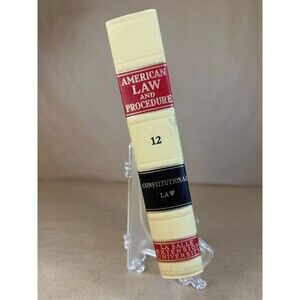 AMERICAN
LAW
AND
PROCEDURE
12
CONSTITUTIONAL
LAW
LA SALLE
EXTENSION
UNIVERSITY